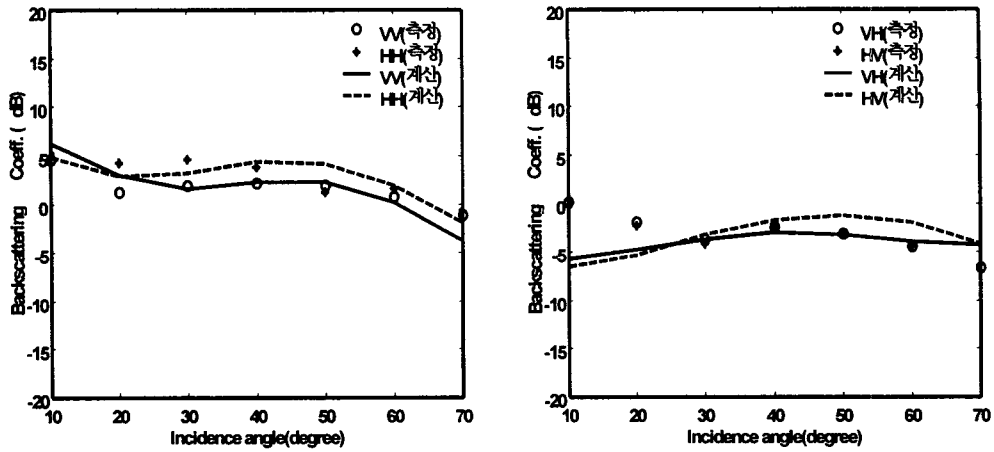 20
15
10
5
0
-5
-10
-15
-20
Backscattering Coeff. ( dB)
10 20 30 40 50 60 70
Incidence angle(degree)
VV(측정)
HH(측정)
VV(계산)
HH(계산)
20
15
10
5
0
-5
-10
-15
-20
Backscattering Coeff. ( dB)
10 20 30 40 50 60 70
Incidence angle(degree)
VH(측정)
HV(측정)
VH(계산)
HV(계산)